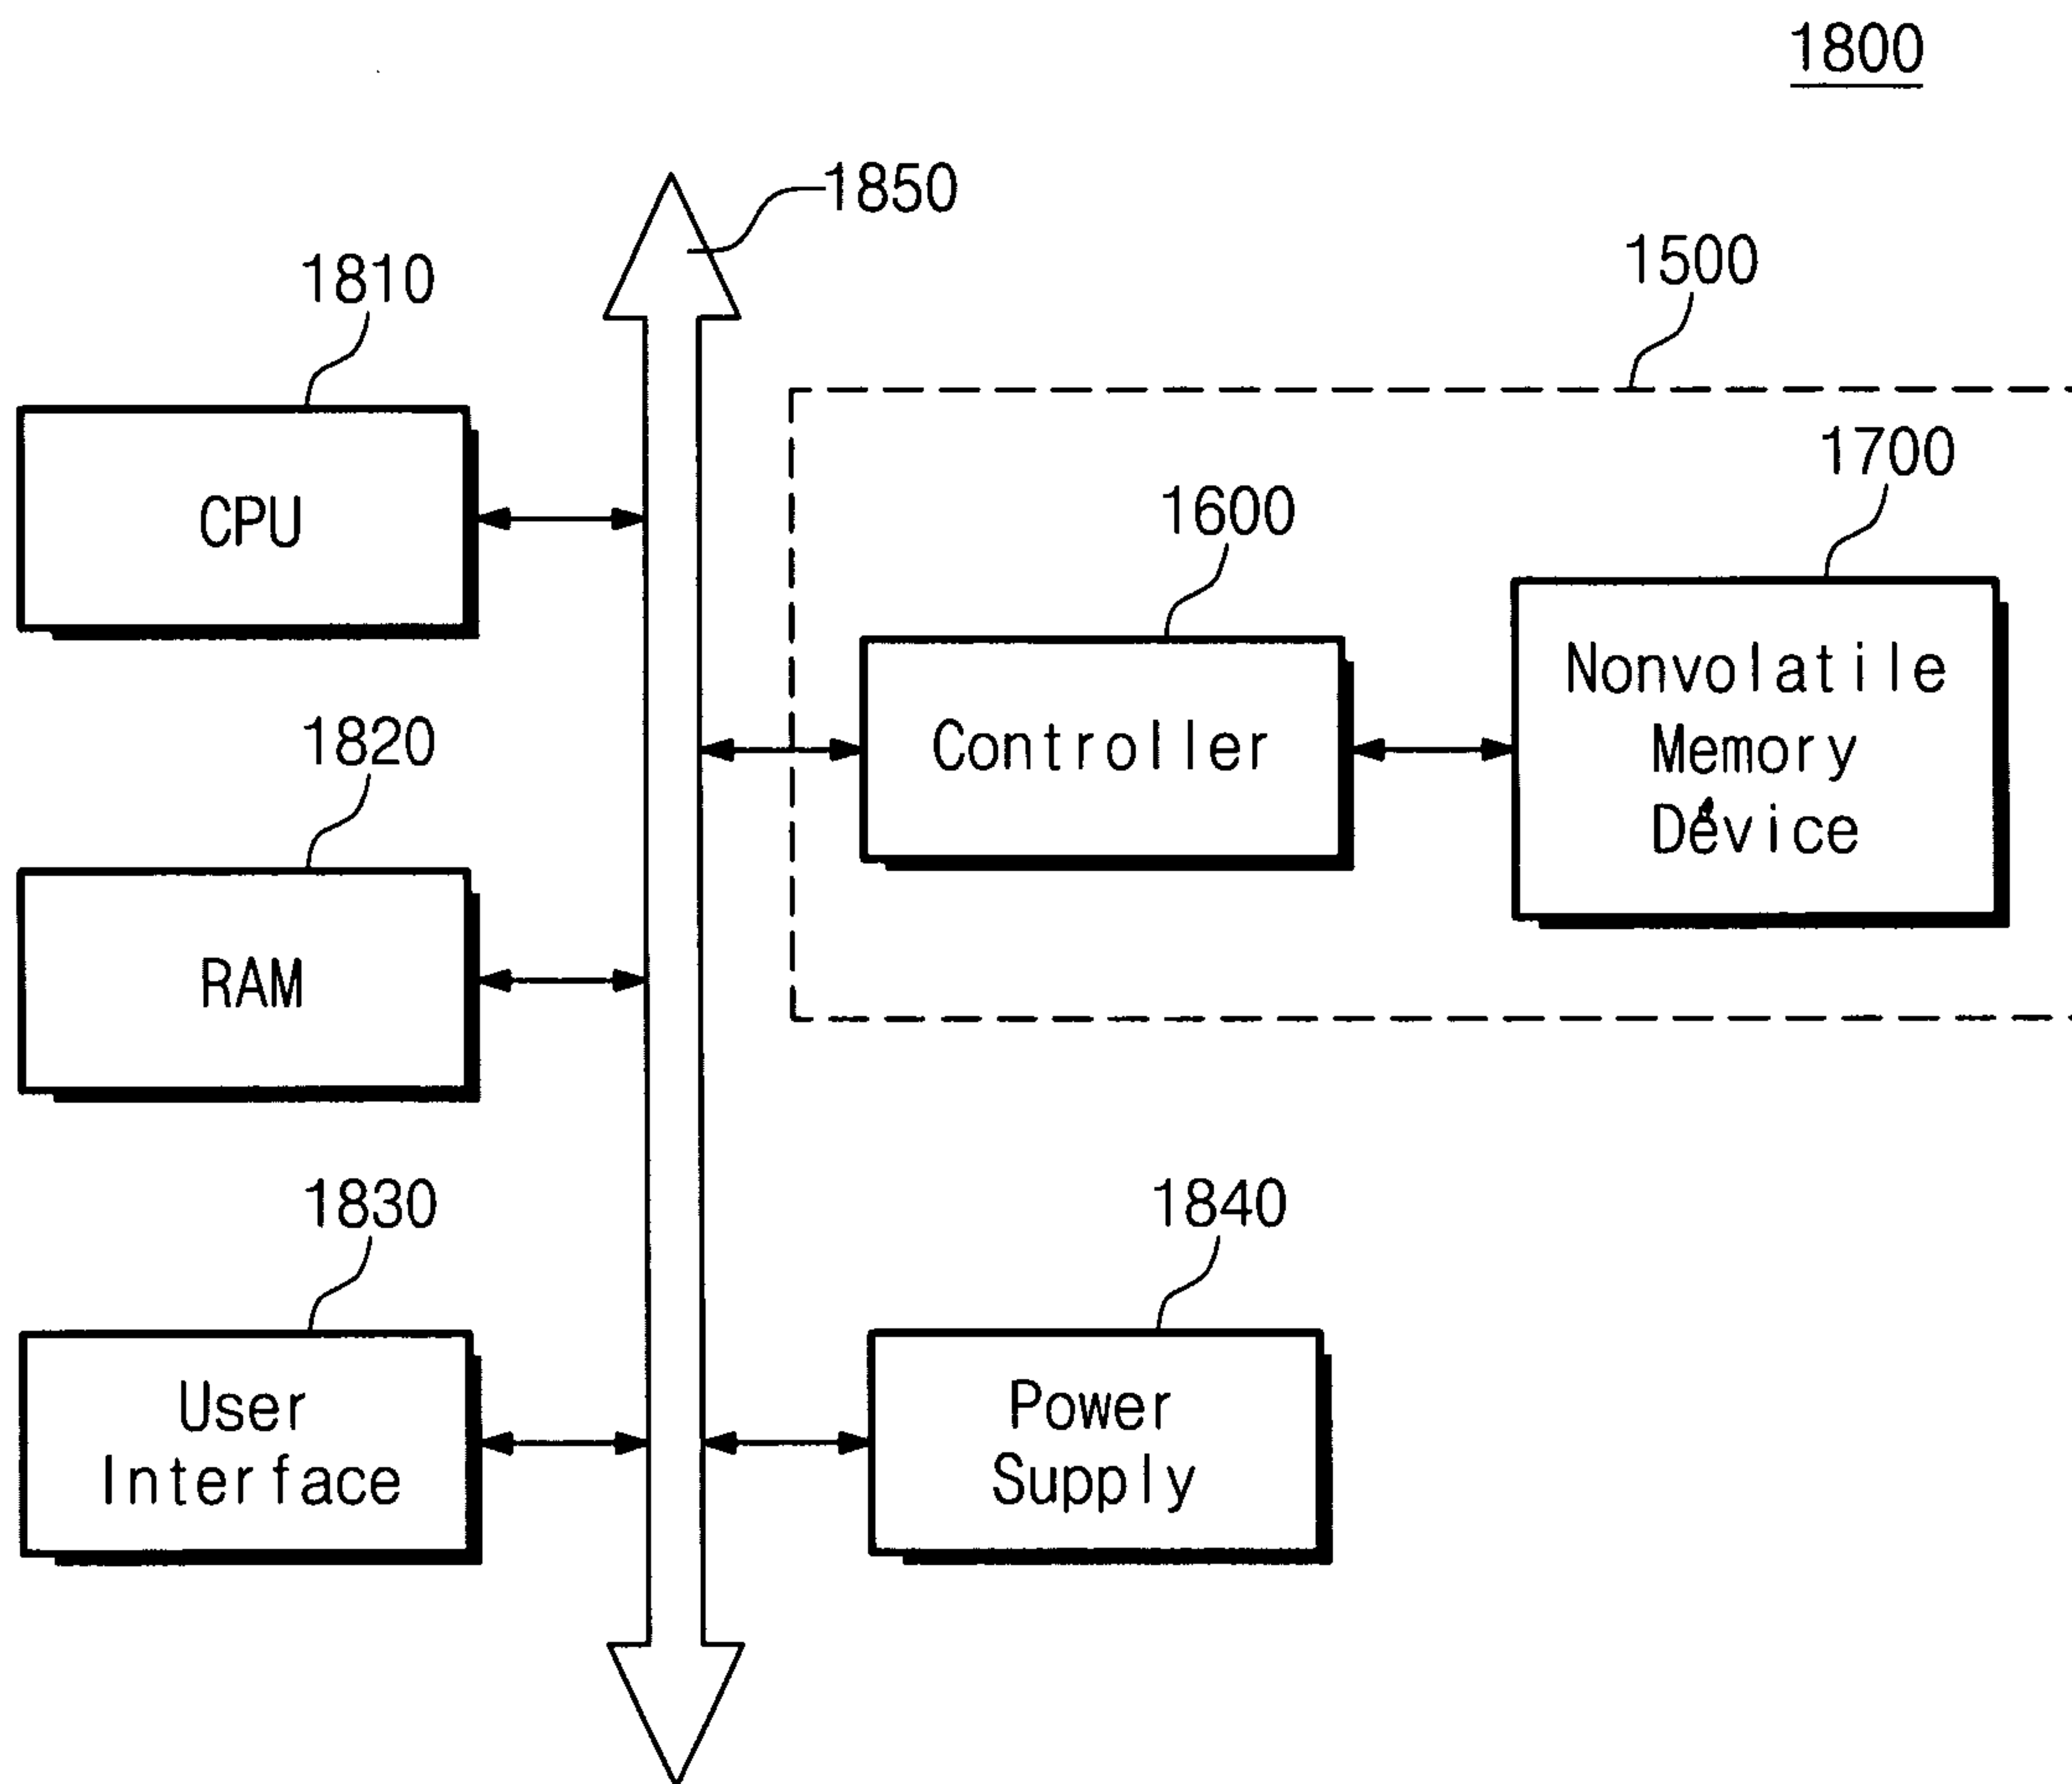 1800
1850
1810
1500
1700
1600
CPU
Nonvolatile
Memory
Device
Controller
1820
RAM
1830
1840
User
Interface
Power
Supply